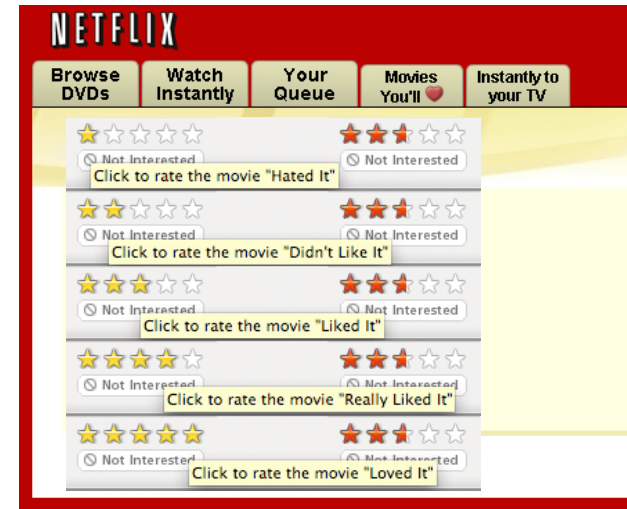 NETFLIX
Browse DVDs
Watch Instantly
Your Queue
Movies You'll ❤
Instantly to your TV
Not Interested
Not Interested
Click to rate the movie "Hated It"
Not Interested
Not Interested
Click to rate the movie "Didn't Like It"
Not Interested
Not Interested
Click to rate the movie "Liked It"
Not Interested
Not Interested
Click to rate the movie "Really Liked It"
Not Interested
Not Interested
Click to rate the movie "Loved It"